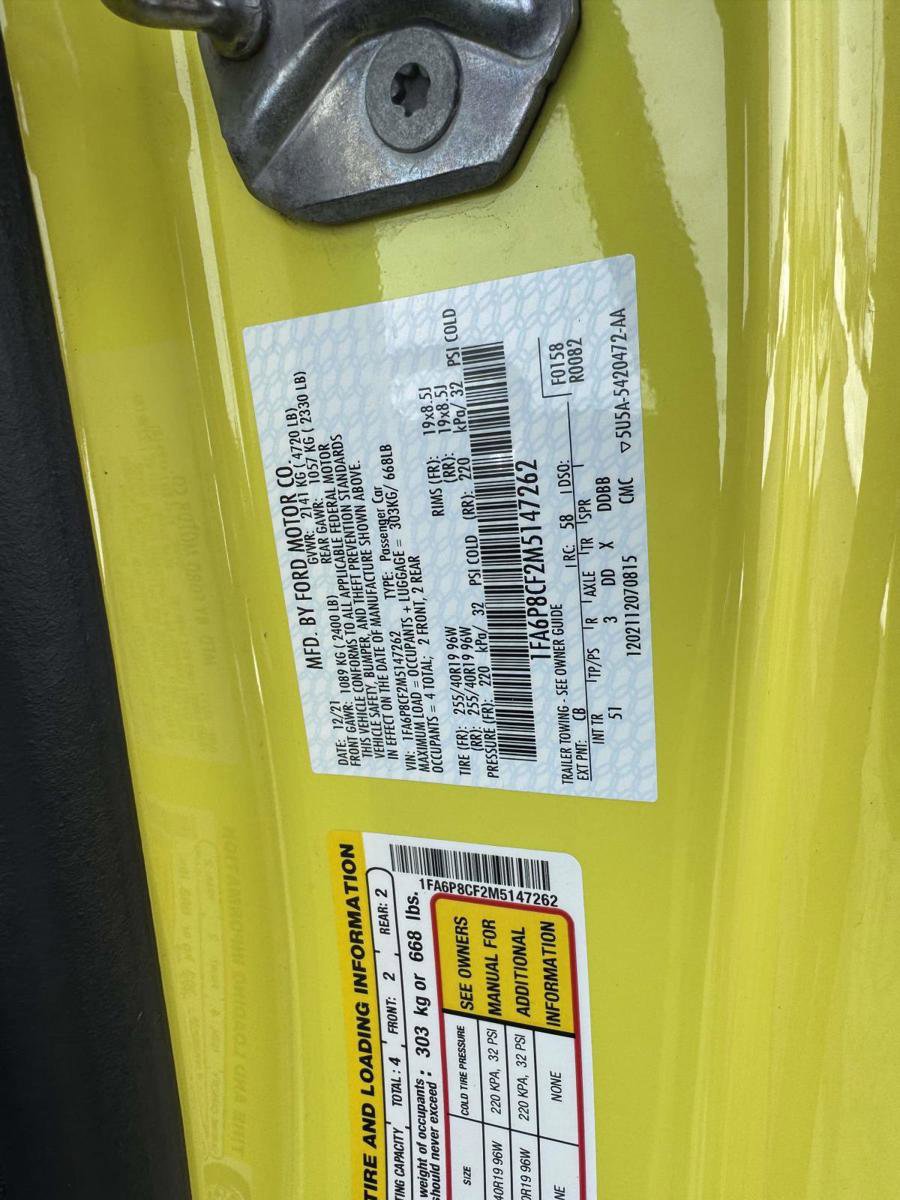 MFD. BY FORD MOTOR CO.
DATE: 12/21 GVWR: 2141 KG ( 4720 LB)
FRONT GAWR: 1089 KG ( 2400 LB) REAR GAWR: 1057 KG ( 2330 LB)
THIS VEHICLE CONFORMS TO ALL APPLICABLE FEDERAL MOTOR
VEHICLE SAFETY, BUMPER, AND THEFT PREVENTION STANDARDS
IN EFFECT ON THE DATE OF MANUFACTURE SHOWN ABOVE.
VIN: 1FA6P8CF2M5147262 TYPE: Passenger Car
MAXIMUM LOAD = OCCUPANTS + LUGGAGE = 303KG/ 668LB
OCCUPANTS = 4 TOTAL; 2 FRONT, 2 REAR
TIRE (FR): 255/40R19 96W RIMS (FR): 19x8.5J
(RR): 255/40R19 96W (RR): 19x8.5J
PRESSURE (FR): 220 kPa/ 32 PSI COLD (RR): 220 kPa/ 32 PSI COLD
1FA6P8CF2M5147262
TRAILER TOWING - SEE OWNER GUIDE
EXT PNT: CB RC: 58 DSO:
INT TR TP/PS R AXLE TR SPR
51 3 DD X DDBB
F0158
R0082
1202112070815 CMC ▽5U5A-5420472-AA
TIRE AND LOADING INFORMATION
TING CAPACITY TOTAL : 4 FRONT: 2 REAR: 2
weight of occupants : 303 kg or 668 lbs.
should never exceed :
1FA6P8CF2M5147262
SIZE COLD TIRE PRESSURE
40R19 96W 220 KPA, 32 PSI
0R19 96W 220 KPA, 32 PSI
NE NONE
SEE OWNERS
MANUAL FOR
ADDITIONAL
INFORMATION